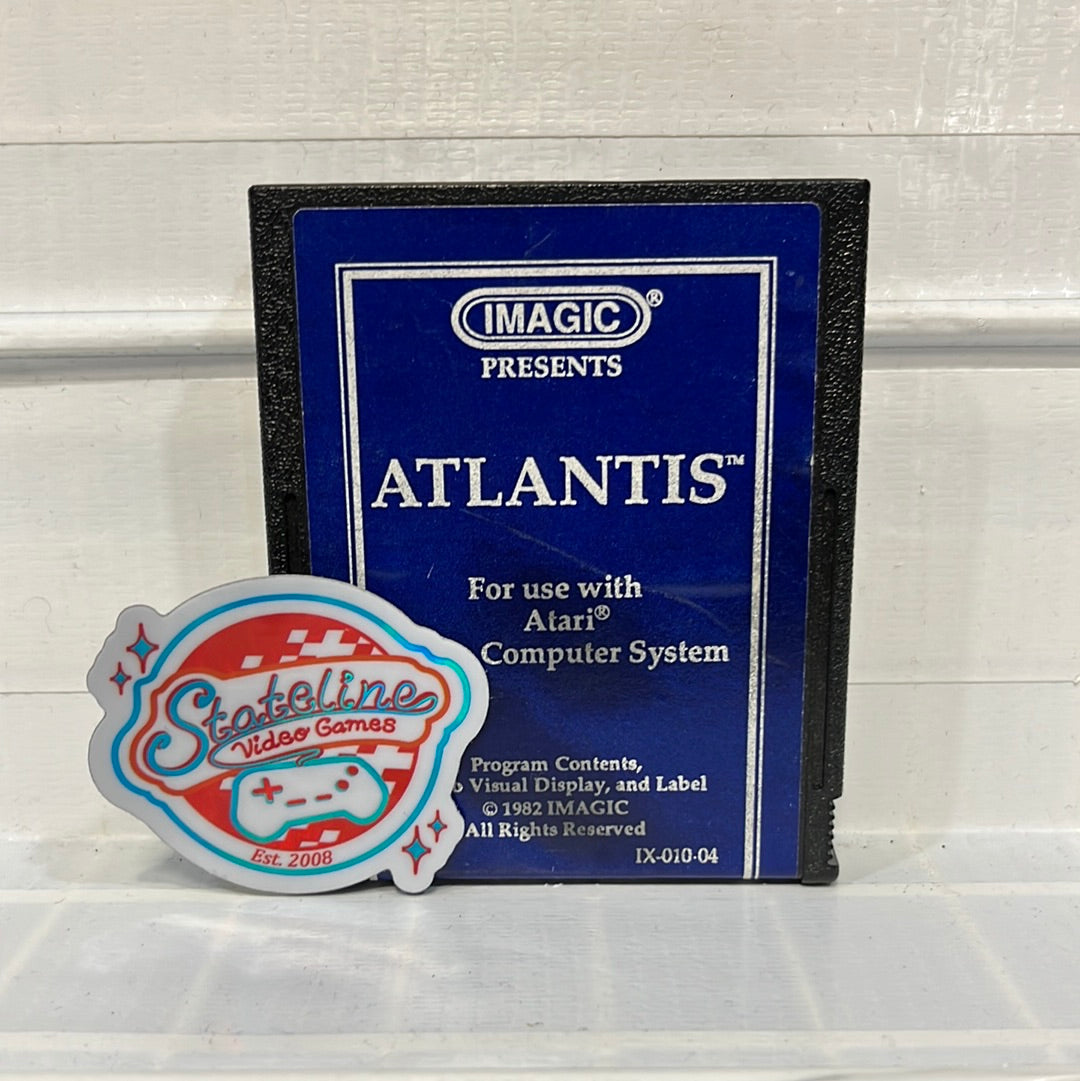 IMAGIC®
PRESENTS
ATLANTIS™
For use with
Atari®
Computer System
Program Contents,
Visual Display, and Label
© 1982 IMAGIC
All Rights Reserved
IX-010-04
Stateline
Video Games
Est. 2008